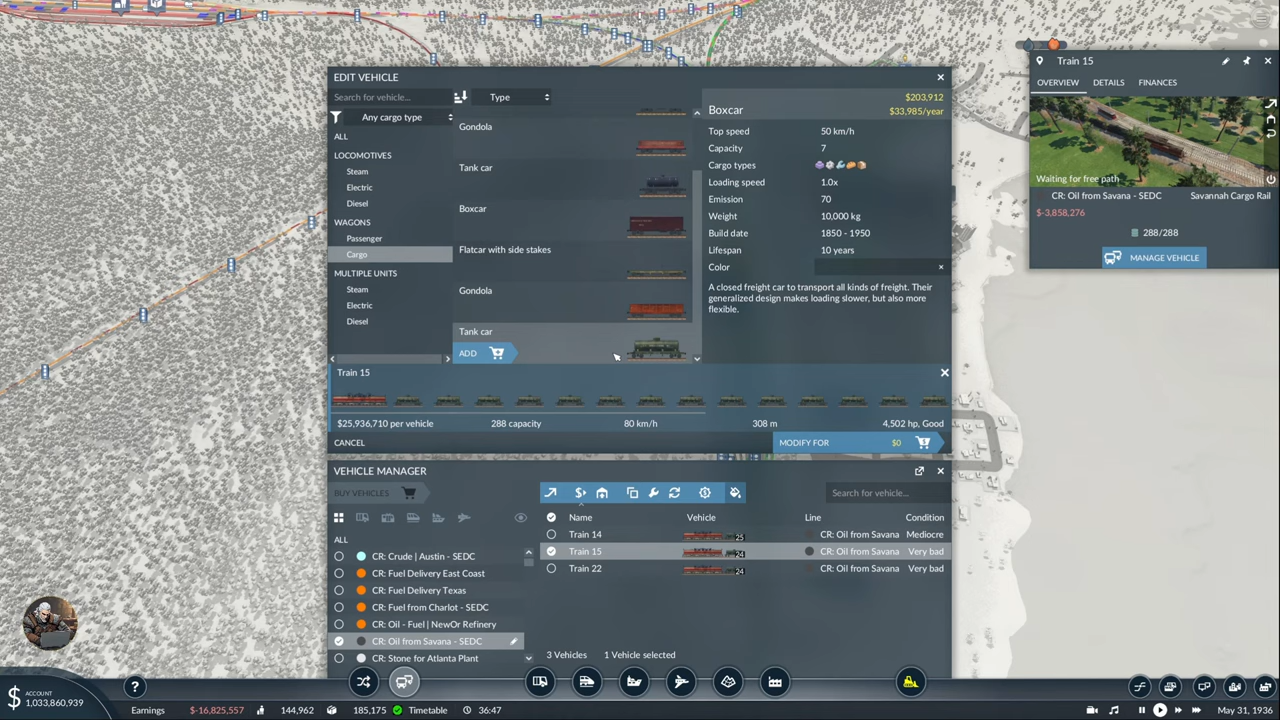 EDIT VEHICLE
Search for vehicle...
Type
Any cargo type
ALL
LOCOMOTIVES
Steam
Electric
Diesel
WAGONS
Passenger
Cargo
MULTIPLE UNITS
Steam
Electric
Diesel
Gondola
Tank car
Boxcar
Flatcar with side stakes
Gondola
Tank car
ADD
$203,912
Boxcar
$33,985/year
Top speed 50 km/h
Capacity 7
Cargo types
Loading speed 1.0x
Emission 70
Weight 10,000 kg
Build date 1850 - 1950
Lifespan 10 years
Color
A closed freight car to transport all kinds of freight. Their
generalized design makes loading slower, but also more
flexible.
Train 15
$25,936,710 per vehicle 288 capacity 80 km/h 308 m 4,502 hp, Good
CANCEL
MODIFY FOR $0
Train 15
OVERVIEW DETAILS FINANCES
Waiting for free path
CR: Oil from Savana - SEDC Savannah Cargo Rail
$-3,858,276
288/288
MANAGE VEHICLE
VEHICLE MANAGER
BUY VEHICLES
Search for vehicle...
ALL
CR: Crude | Austin - SEDC
CR: Fuel Delivery East Coast
CR: Fuel Delivery Texas
CR: Fuel from Charlot - SEDC
CR: Oil - Fuel | NewOr Refinery
CR: Oil from Savana - SEDC
CR: Stone for Atlanta Plant
Name Vehicle Line Condition
Train 14 25 CR: Oil from Savana Mediocre
Train 15 24 CR: Oil from Savana Very bad
Train 22 24 CR: Oil from Savana Very bad
3 Vehicles 1 Vehicle selected
$ ACCOUNT
1,033,860,939
?
Earnings $-16,825,557 144,962 185,175 Timetable 36:47
May 31, 1936